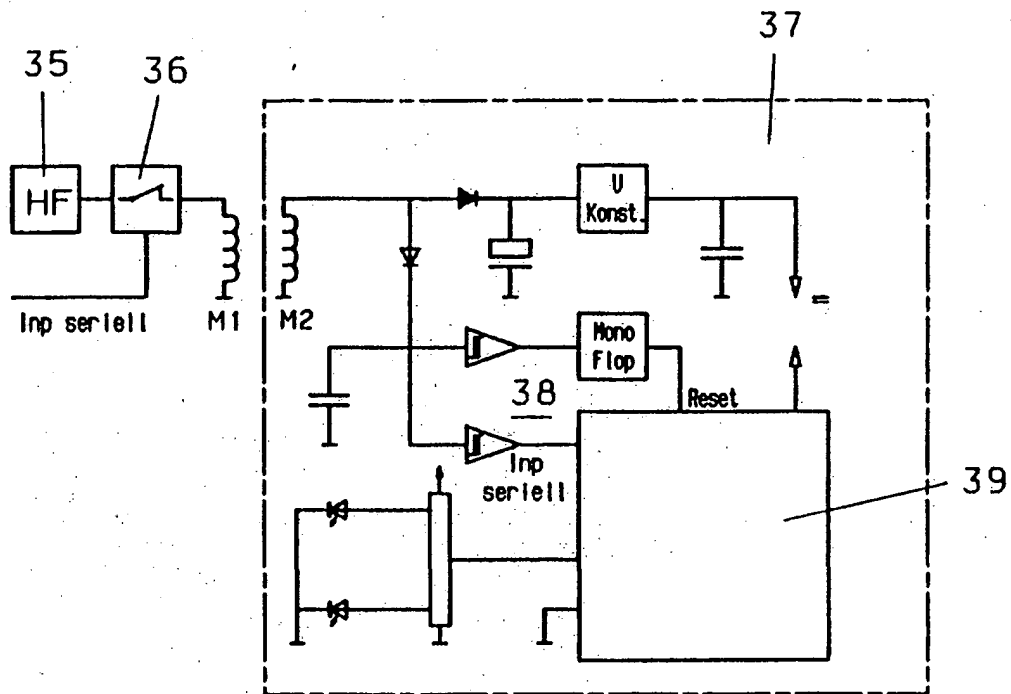 37
35
36
HF
U
Konst.
Inp seriell
M1
M2
=
Mono
Flop
38
Reset
Inp
seriell
39